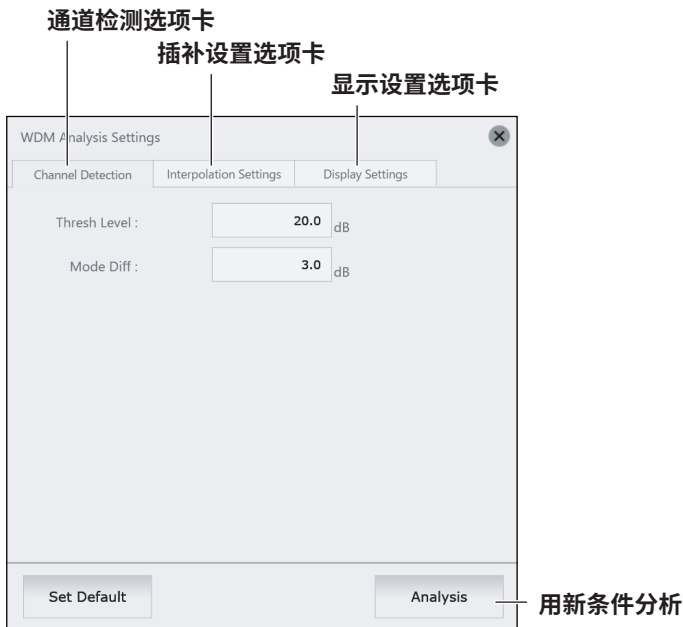 通道检测选项卡
插补设置选项卡
显示设置选项卡
WDM Analysis Settings
Channel Detection Interpolation Settings Display Settings
Thresh Level : 20.0 dB
Mode Diff : 3.0 dB
Set Default Analysis 用新条件分析